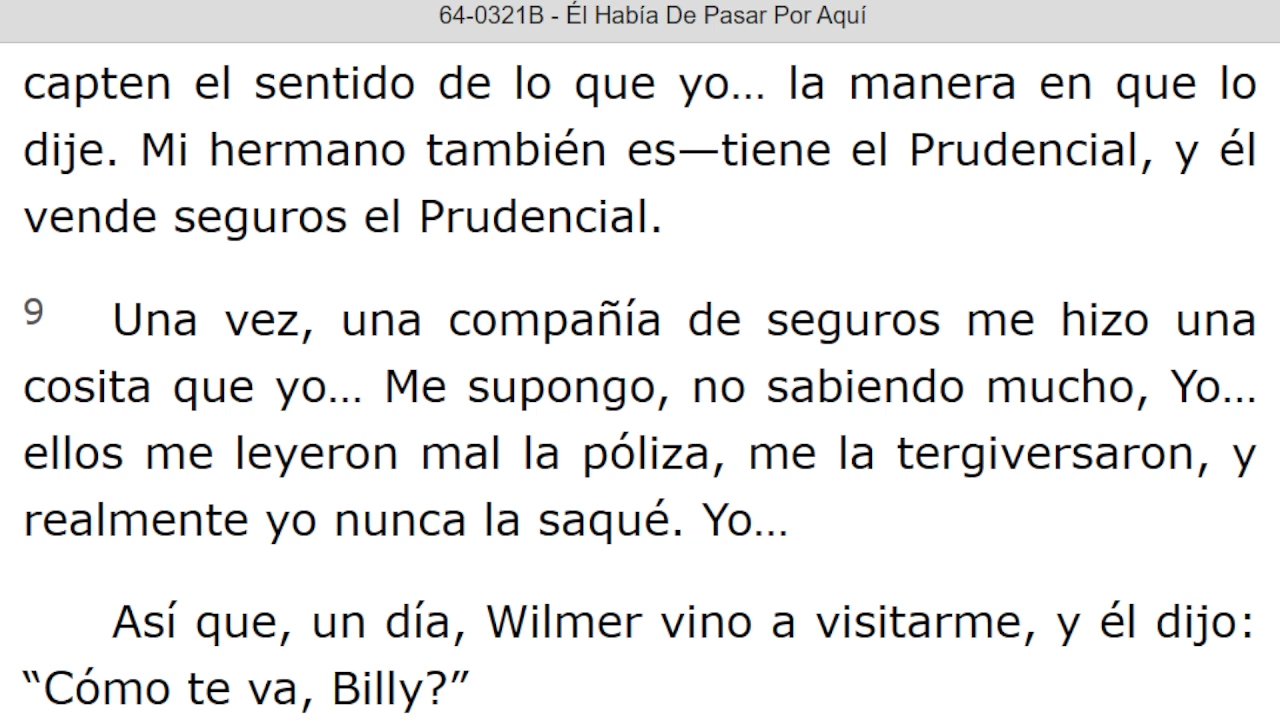 64-0321B - Él Había De Pasar Por Aquí
capten el sentido de lo que yo... la manera en que lo
dije. Mi hermano también es—tiene el Prudencial, y él
vende seguros el Prudencial.
9 Una vez, una compañía de seguros me hizo una
cosita que yo... Me supongo, no sabiendo mucho, Yo...
ellos me leyeron mal la póliza, me la tergiversaron, y
realmente yo nunca la saqué. Yo...
Así que, un día, Wilmer vino a visitarme, y él dijo:
“Cómo te va, Billy?”